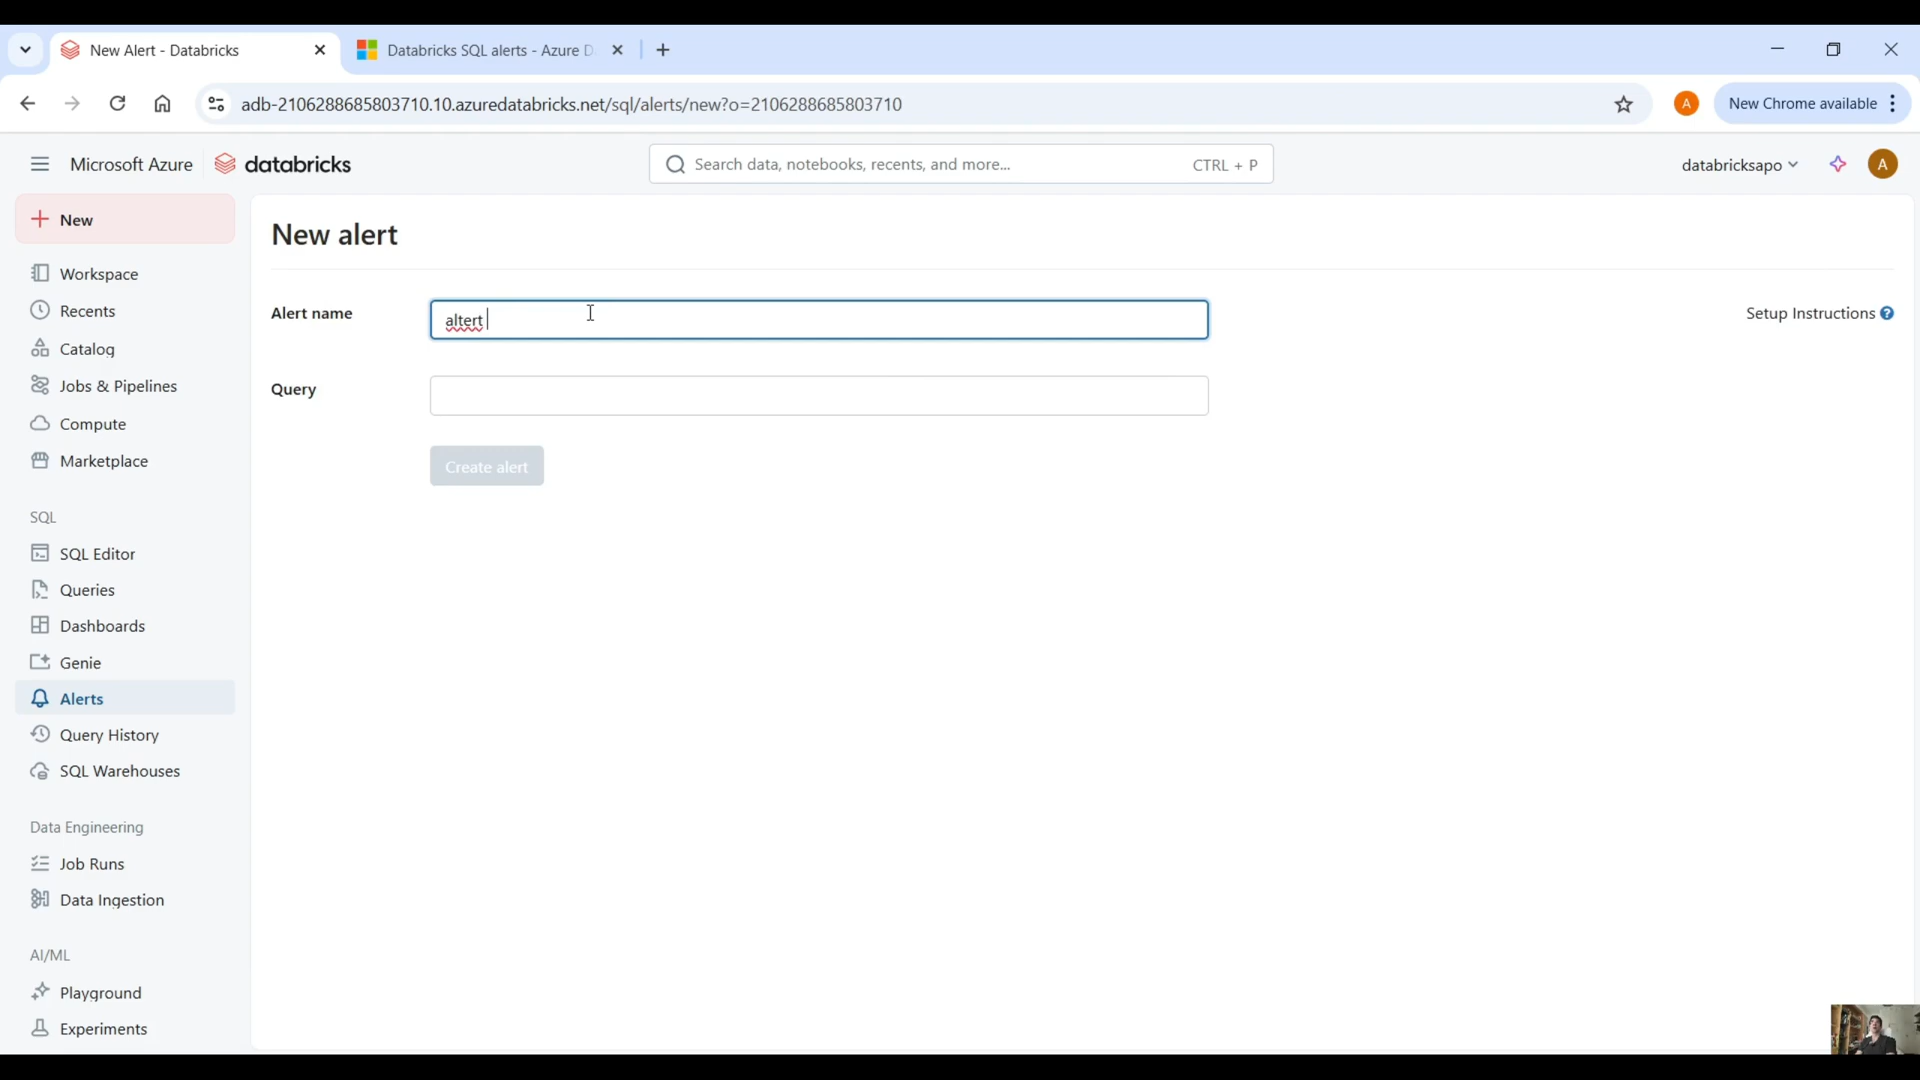 New Alert - Databricks
Databricks SQL alerts - Azure D
adb-2106288685803710.10.azuredatabricks.net/sql/alerts/new?o=2106288685803710
A
New Chrome available
Microsoft Azure
databricks
Search data, notebooks, recents, and more...
CTRL + P
databricksapo
A
New
Workspace
Recents
Catalog
Jobs & Pipelines
Compute
Marketplace
SQL
SQL Editor
Queries
Dashboards
Genie
Alerts
Query History
SQL Warehouses
Data Engineering
Job Runs
Data Ingestion
AI/ML
Playground
Experiments
New alert
Alert name
altert
Setup Instructions ?
Query
Create alert